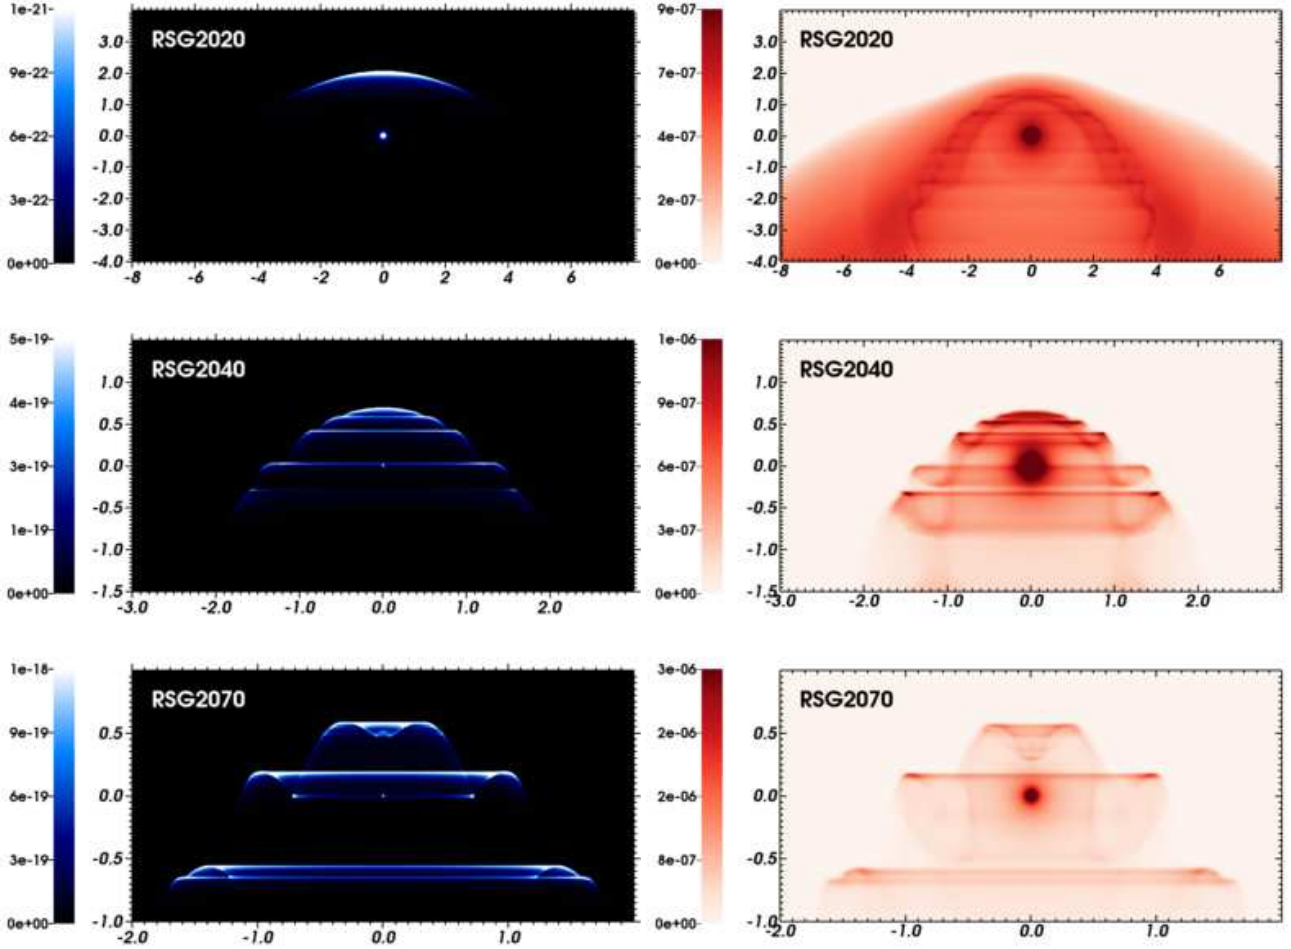 1e-21
9e-22
6e-22
3e-22
0e+00
RSG2020
3.0
2.0
1.0
0.0
-1.0
-2.0
-3.0
-4.0
-8 -6 -4 -2 0 2 4 6
9e-07
7e-07
4e-07
2e-07
0e+00
RSG2020
3.0
2.0
1.0
0.0
-1.0
-2.0
-3.0
-4.0
-8 -6 -4 -2 0 2 4 6
5e-19
4e-19
3e-19
1e-19
0e+00
RSG2040
1.0
0.5
0.0
-0.5
-1.0
-1.5
-3.0 -2.0 -1.0 0.0 1.0 2.0
1e-06
9e-07
6e-07
3e-07
0e+00
RSG2040
1.0
0.5
0.0
-0.5
-1.0
-1.5
-3.0 -2.0 -1.0 0.0 1.0 2.0
1e-18
9e-19
6e-19
3e-19
0e+00
RSG2070
0.5
0.0
-0.5
-1.0
-2.0 -1.0 0.0 1.0
3e-06
2e-06
2e-06
8e-07
0e+00
RSG2070
0.5
0.0
-0.5
-1.0
-2.0 -1.0 0.0 1.0